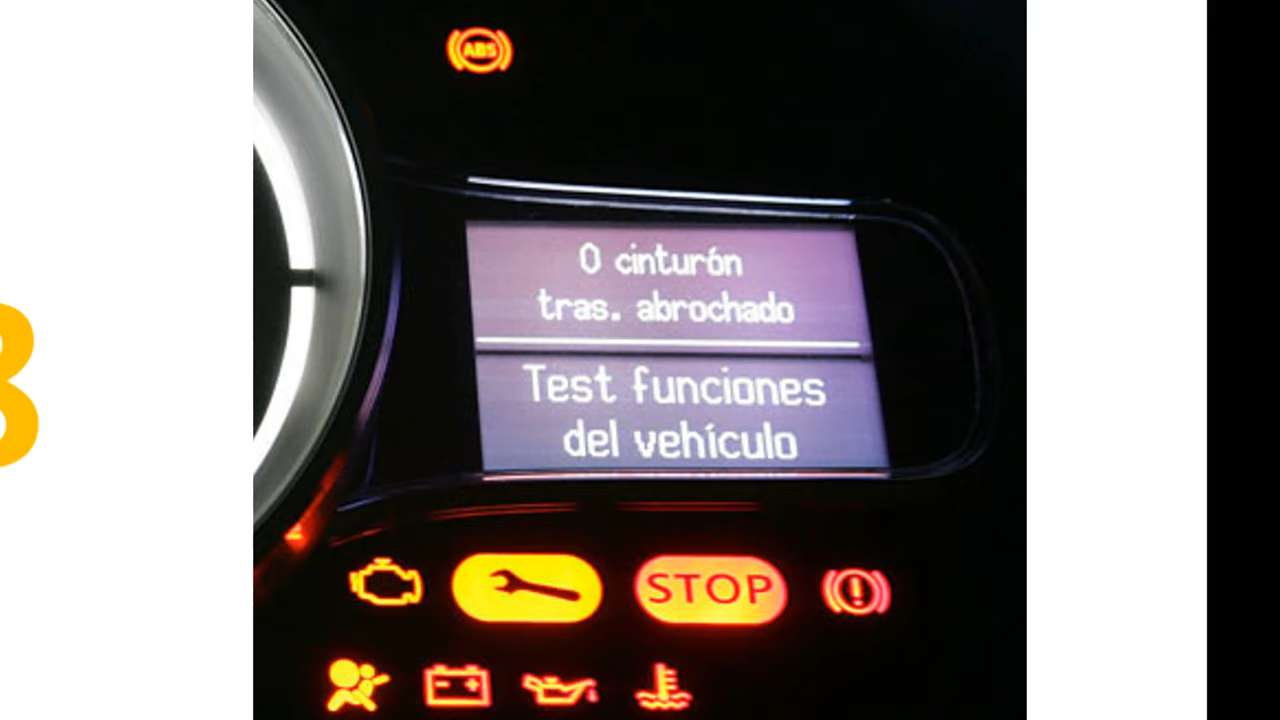 ABS
0 cinturón
tras. abrochado
Test funciones
del vehículo
STOP